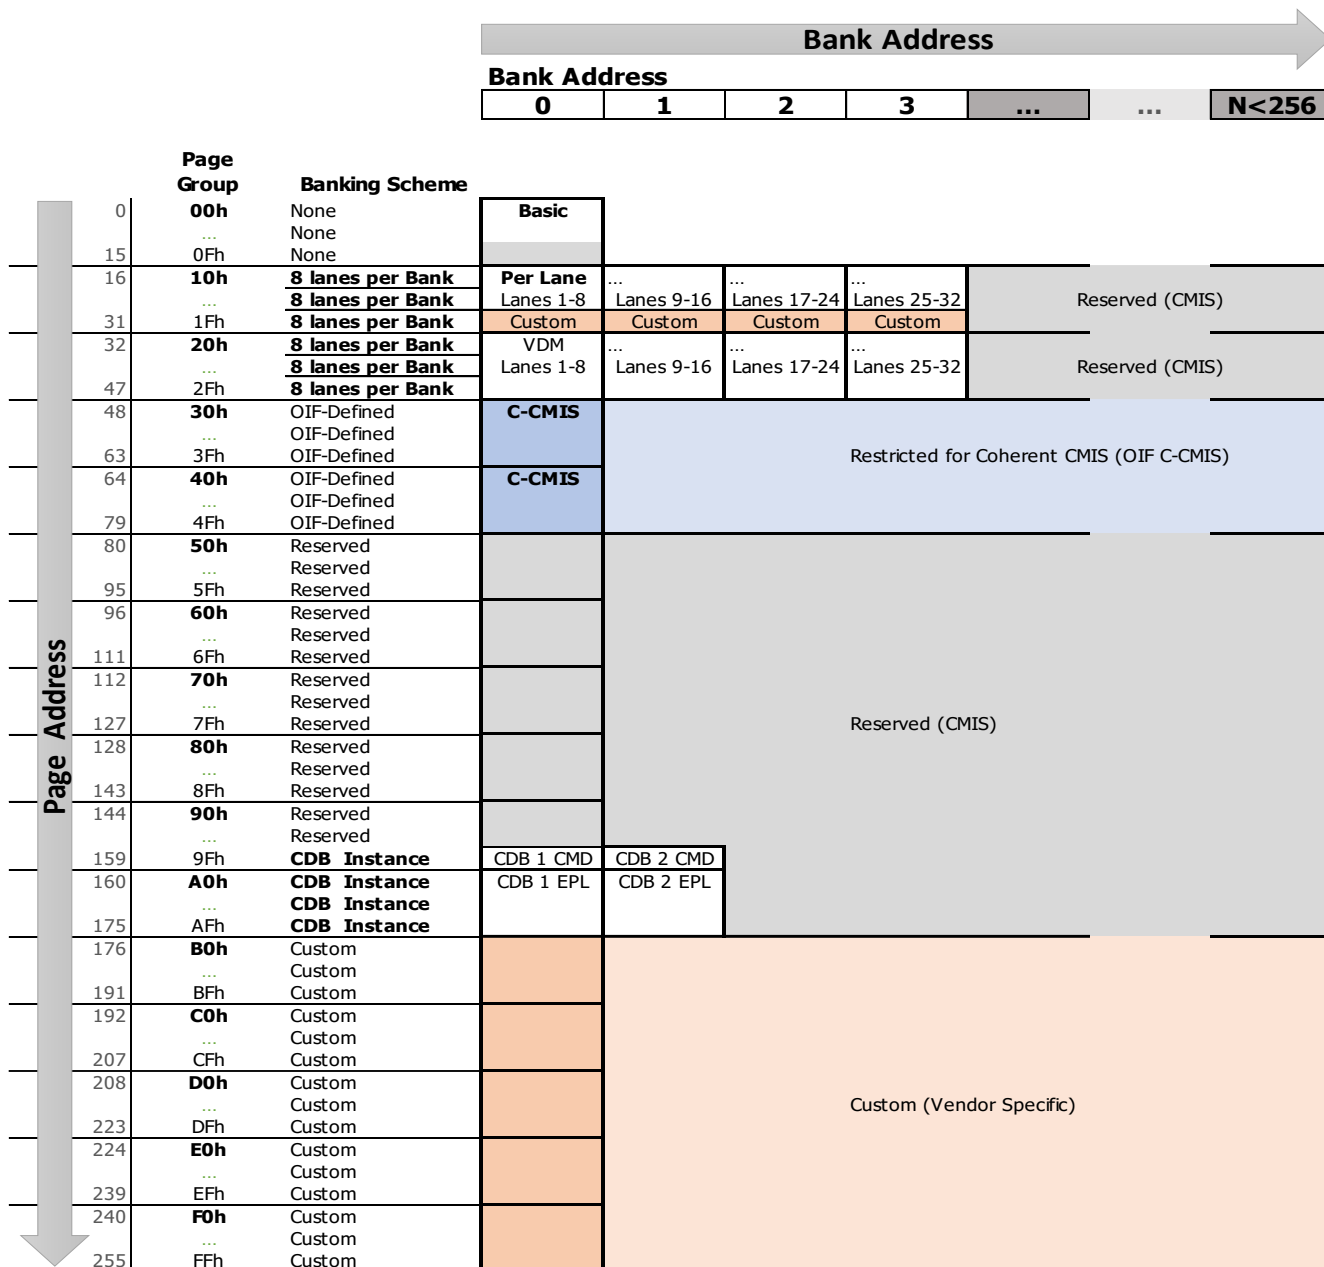 Bank Address
Bank Address
0 1 2 3 ... ... N<256
Page
Group Banking Scheme
0 00h None Basic
... None
15 0Fh None
16 10h 8 lanes per Bank Per Lane ... ... ...
... 8 lanes per Bank Lanes 1-8 Lanes 9-16 Lanes 17-24 Lanes 25-32 Reserved (CMIS)
31 1Fh 8 lanes per Bank Custom Custom Custom Custom
32 20h 8 lanes per Bank VDM ... ... ...
... 8 lanes per Bank Lanes 1-8 Lanes 9-16 Lanes 17-24 Lanes 25-32 Reserved (CMIS)
47 2Fh 8 lanes per Bank
48 30h OIF-Defined C-CMIS
... OIF-Defined
63 3Fh OIF-Defined Restricted for Coherent CMIS (OIF C-CMIS)
64 40h OIF-Defined C-CMIS
... OIF-Defined
79 4Fh OIF-Defined
80 50h Reserved
... Reserved
95 5Fh Reserved
96 60h Reserved
... Reserved
111 6Fh Reserved
112 70h Reserved
... Reserved
127 7Fh Reserved Reserved (CMIS)
128 80h Reserved
... Reserved
143 8Fh Reserved
144 90h Reserved
... Reserved
159 9Fh CDB Instance CDB 1 CMD CDB 2 CMD
160 A0h CDB Instance CDB 1 EPL CDB 2 EPL
... CDB Instance
175 AFh CDB Instance
176 B0h Custom
... Custom
191 BFh Custom
192 C0h Custom
... Custom
207 CFh Custom
208 D0h Custom
... Custom Custom (Vendor Specific)
223 DFh Custom
224 E0h Custom
... Custom
239 EFh Custom
240 F0h Custom
... Custom
255 FFh Custom
Page Address